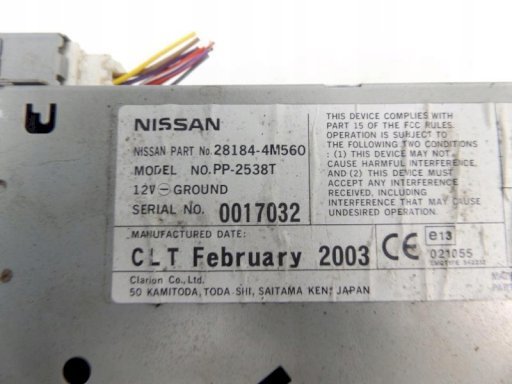 NISSAN
NISSAN PART No. 28184-4M560
MODEL NO. PP-2538T
12V — GROUND
SERIAL NO. 0017032
THIS DEVICE COMPLIES WITH
PART 15 OF THE FCC RULES.
OPERATION IS SUBJECT TO
THE FOLLOWING TWO CONDITIONS
: (1) THIS DEVICE MAY NOT
CAUSE HARMFUL INTERFERENCE,
AND (2) THIS DEVICE MUST
ACCEPT ANY INTERFERENCE
RECEIVED, INCLUDING
INTERFERENCE THAT MAY CAUSE
UNDESIRED OPERATION.
MANUFACTURED DATE:
CLT February 2003
CE
e13
021055
Clarion Co., Ltd.
50 KAMITODA, TODA-SHI, SAITAMA KEN, JAPAN